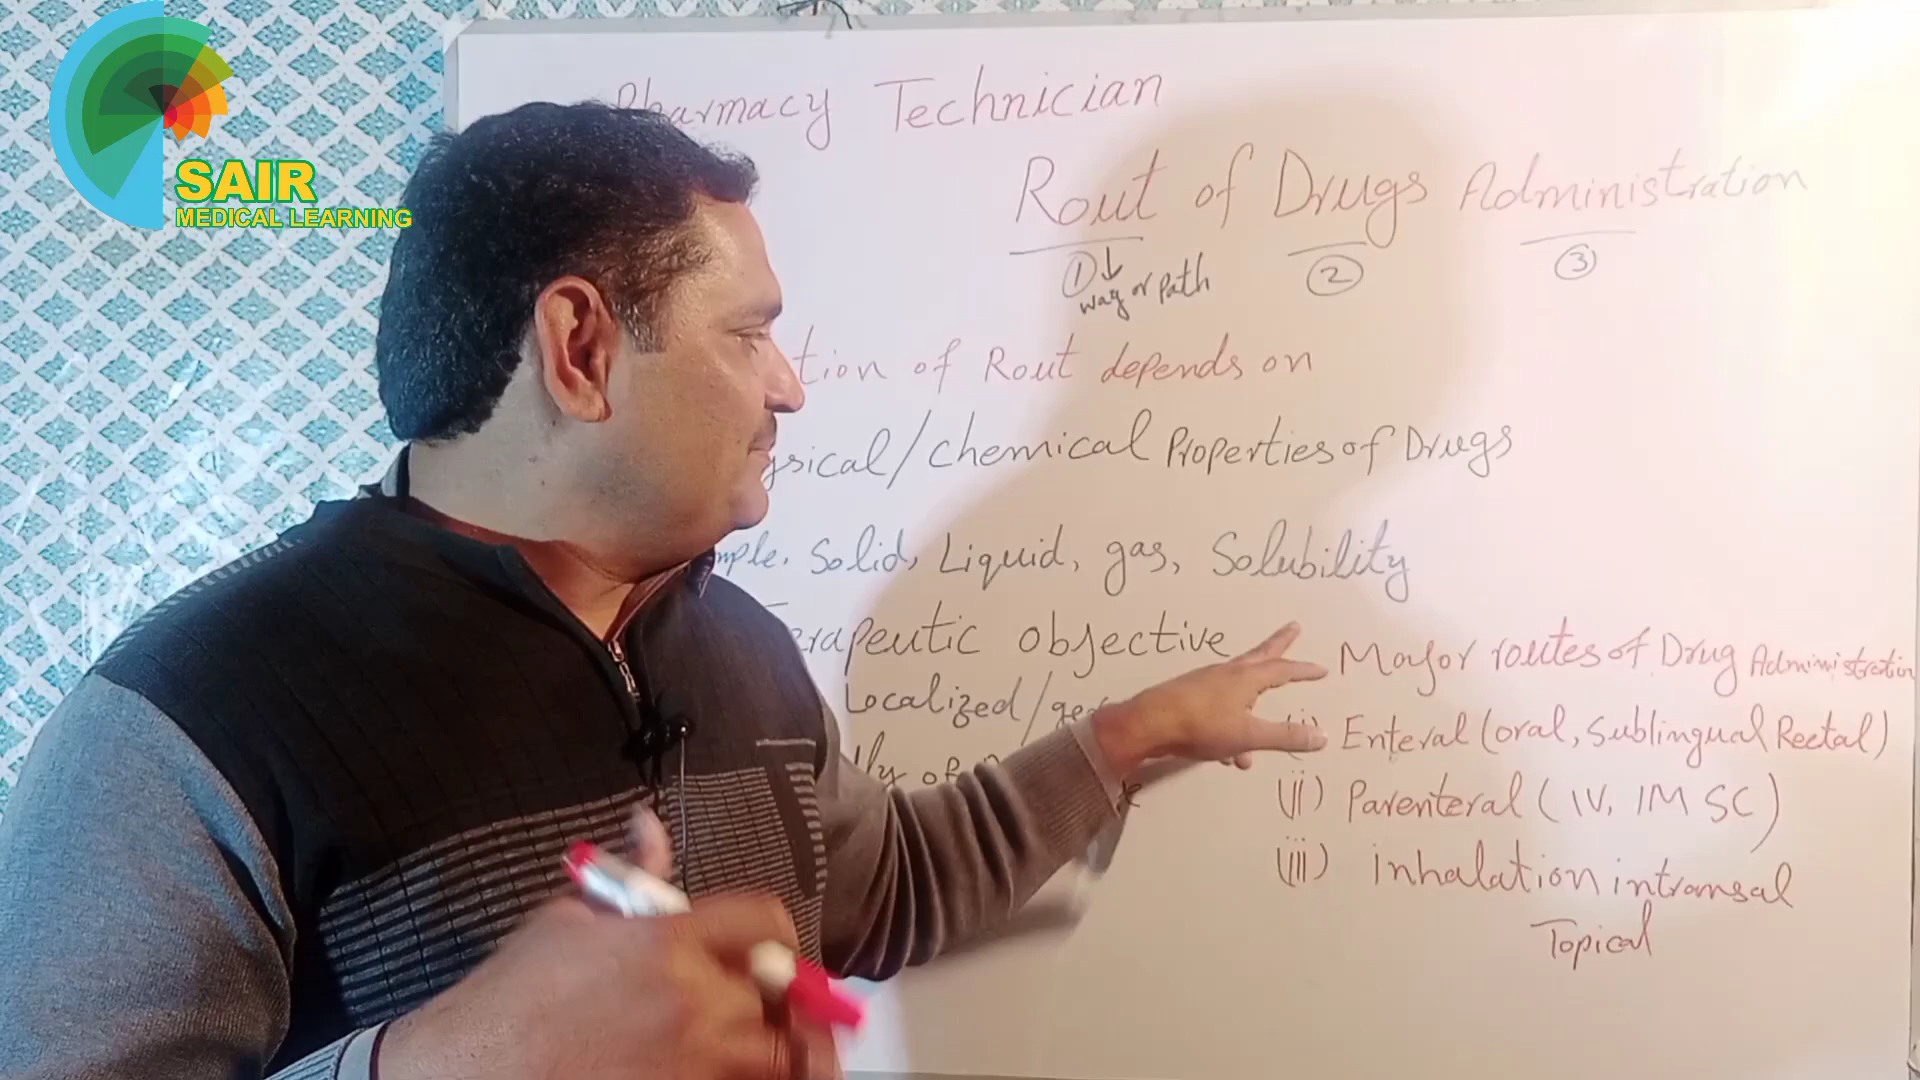 SAIR
MEDICAL LEARNING
Pharmacy Technician
Rout of Drugs Administration
① ↓ ② ③
way or Path
tion of Rout depends on
ysical/chemical Properties of Drugs
mple. Solid, Liquid, gas, Solubility
erapeutic objective
Localized/ge
Major routes of Drug Administration
(i) Enteral (oral, Sublingual Rectal)
(ii) Parenteral (IV, IM SC)
(iii) inhalation intranasal
Topical